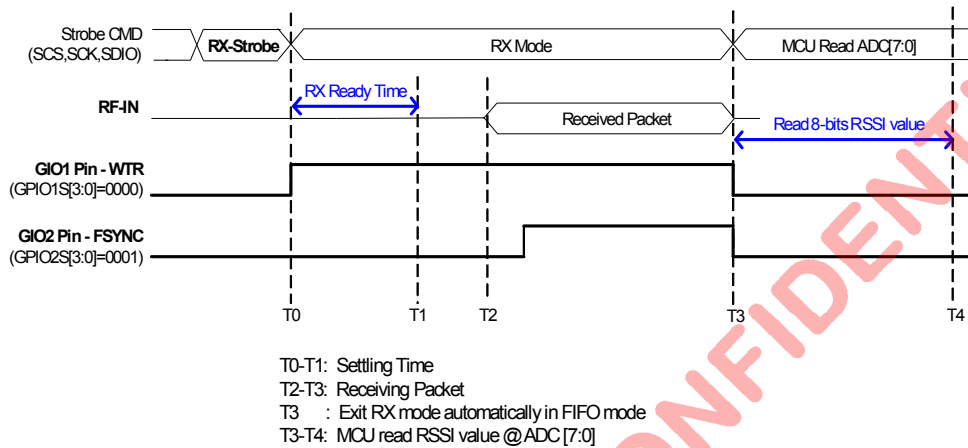 Strobe CMD
(SCS,SCK,SDIO)
RX-Strobe
RX Mode
MCU Read ADC[7:0]
RX Ready Time
RF-IN
Received Packet
Read 8-bits RSSI value
GIO1 Pin - WTR
(GPIO1S[3:0]=0000)
GIO2 Pin - FSYNC
(GPIO2S[3:0]=0001)
T0 T1 T2 T3 T4
T0-T1: Settling Time
T2-T3: Receiving Packet
T3 : Exit RX mode automatically in FIFO mode
T3-T4: MCU read RSSI value @ ADC [7:0]